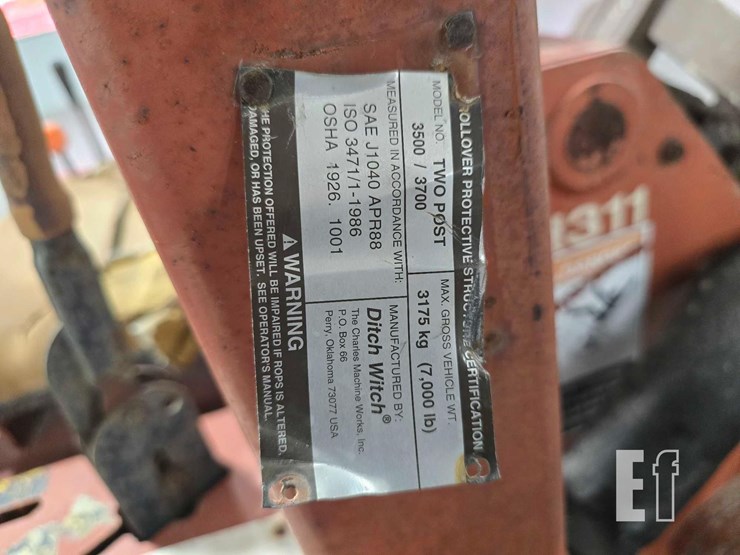 ROLLOVER PROTECTIVE STRUCTURE CERTIFICATION
MODEL NO. TWO POST
3500 / 3700
MAX. GROSS VEHICLE WT.
3175 kg (7,000 lb)
MEASURED IN ACCORDANCE WITH:
SAE J1040 APR88
ISO 3471/1-1986
OSHA 1926. 1001
MANUFACTURED BY:
Ditch Witch®
The Charles Machine Works, Inc.
P.O. Box 66
Perry, Oklahoma 73077 USA
⚠ WARNING
THE PROTECTION OFFERED WILL BE IMPAIRED IF ROPS IS ALTERED,
DAMAGED, OR HAS BEEN UPSET. SEE OPERATOR'S MANUAL.
1311
Ef